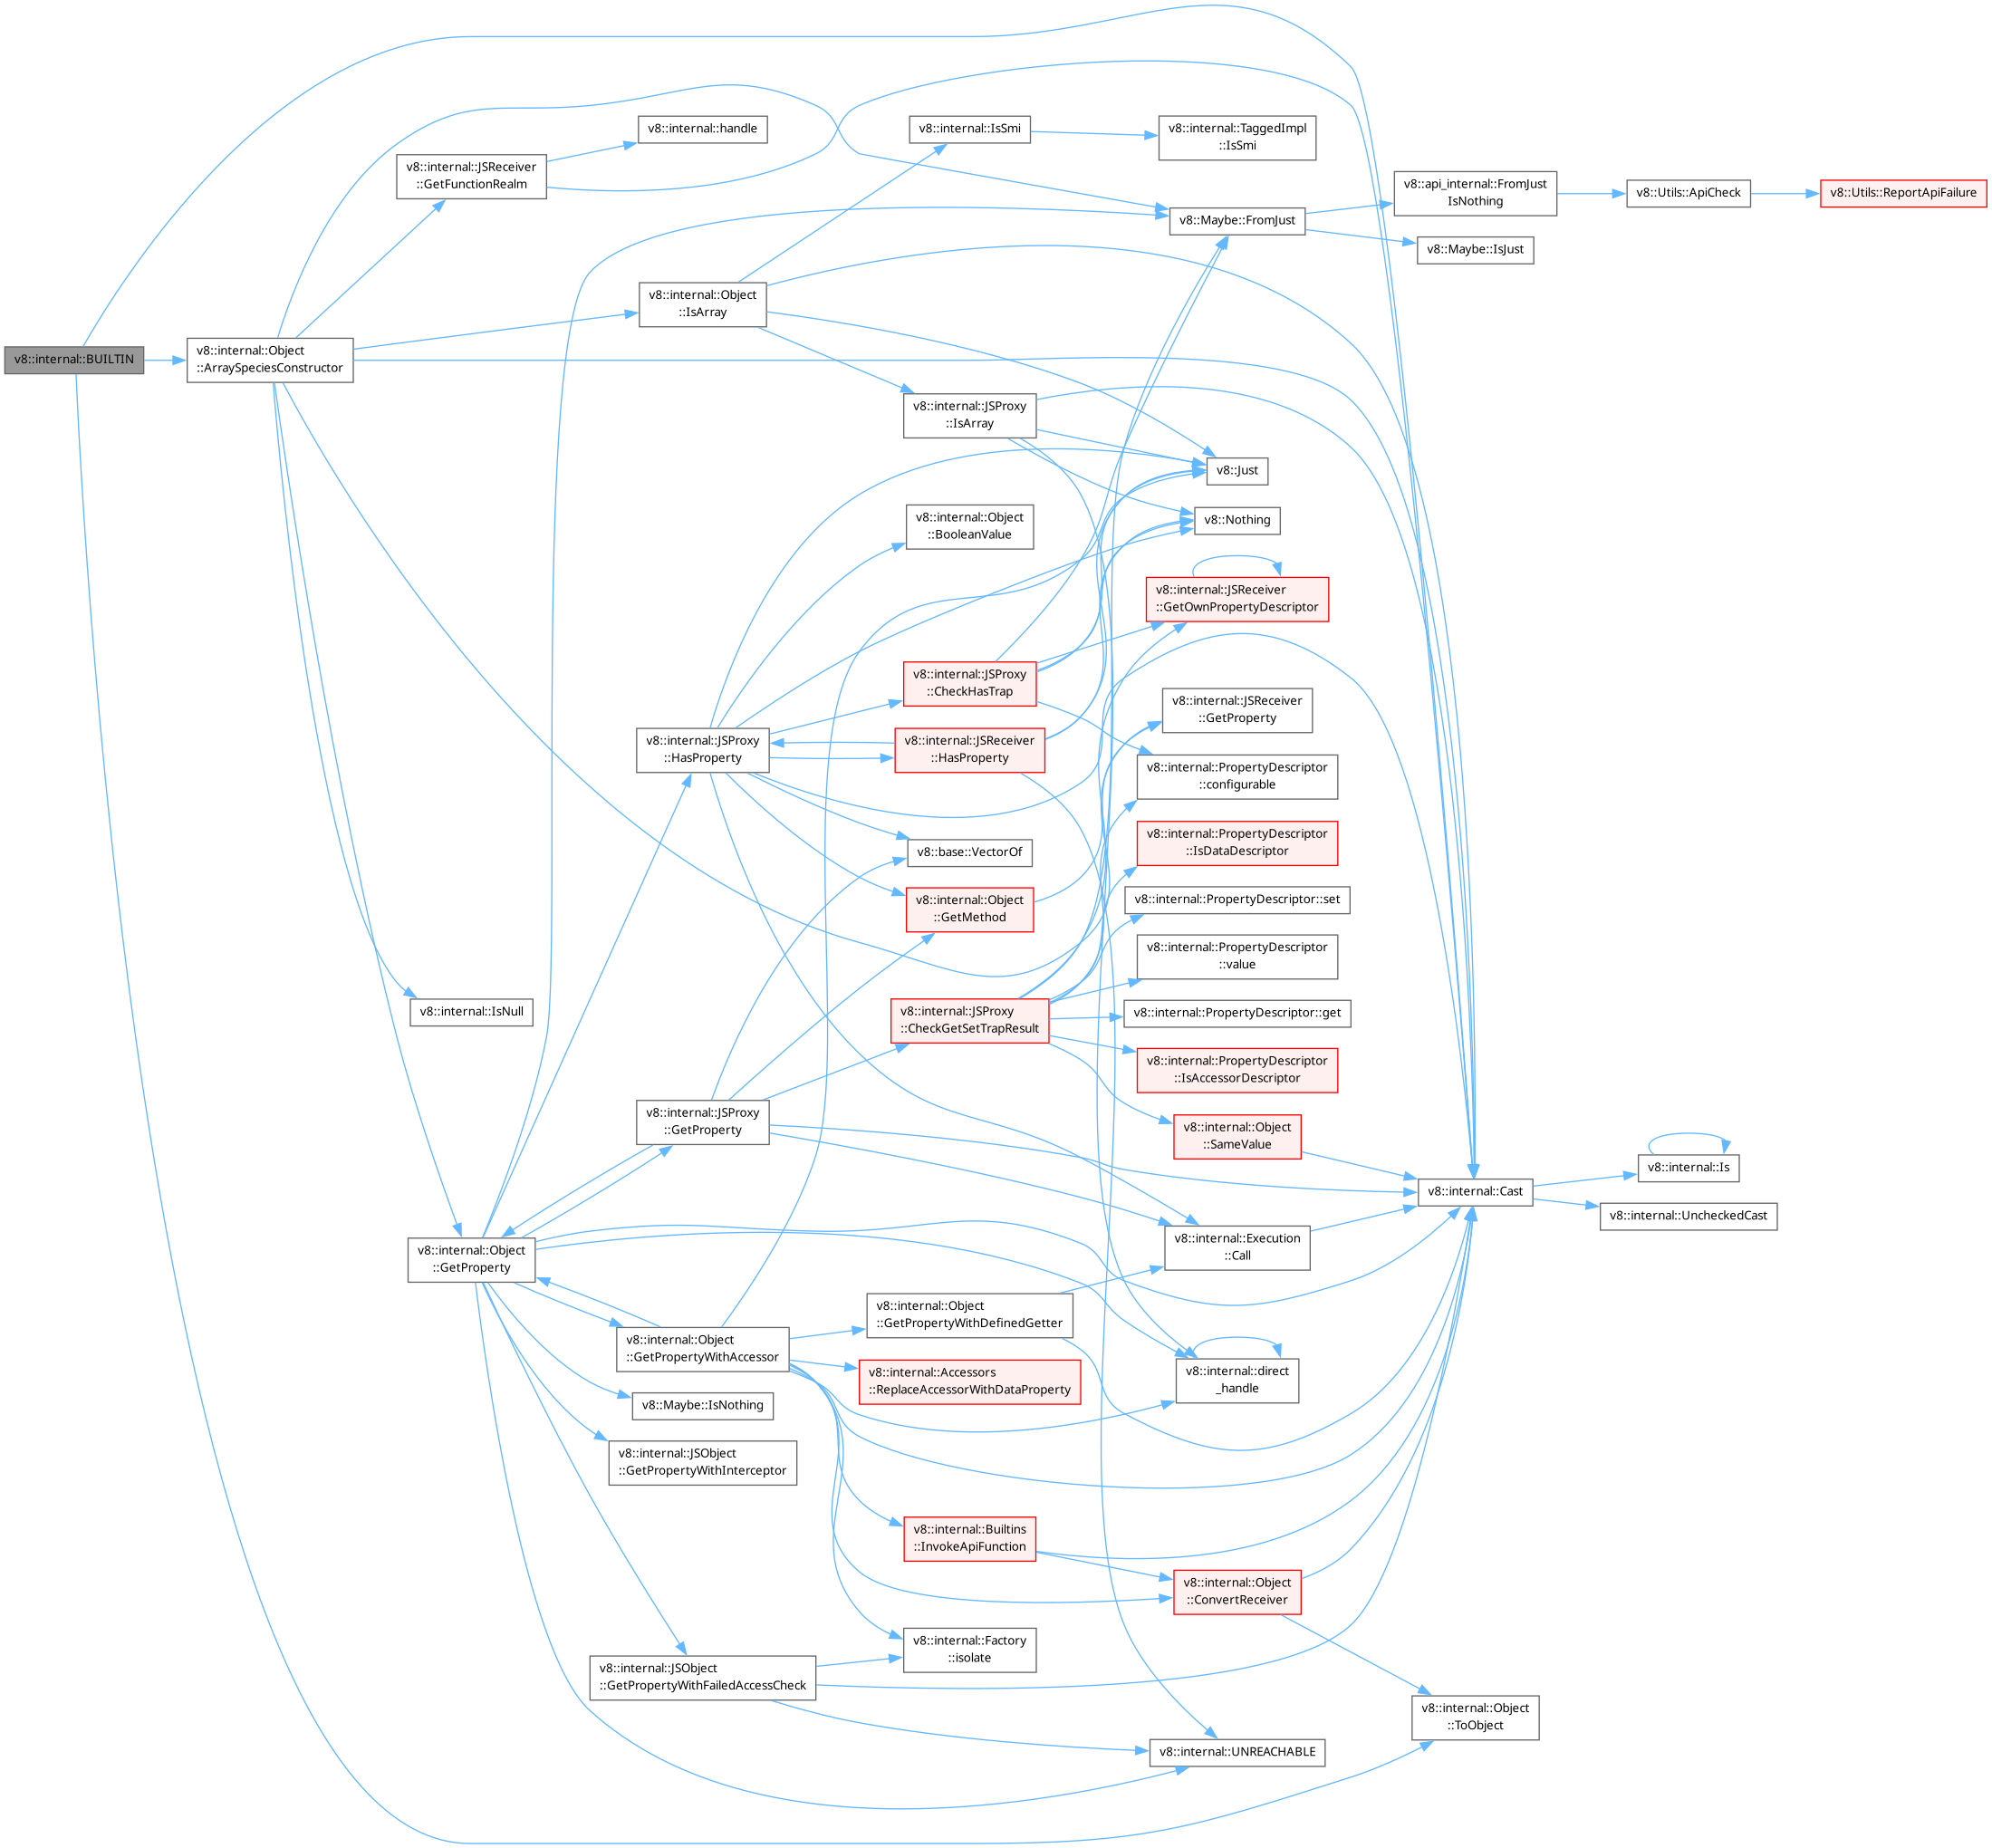 v8::internal::BUILTIN
v8::internal::Object
::ArraySpeciesConstructor
v8::internal::JSReceiver
::GetFunctionRealm
v8::internal::handle
v8::internal::IsSmi
v8::internal::TaggedImpl
::IsSmi
v8::Maybe::FromJust
v8::api_internal::FromJust
IsNothing
v8::Utils::ApiCheck
v8::Utils::ReportApiFailure
v8::Maybe::IsJust
v8::internal::Object
::IsArray
v8::internal::JSProxy
::IsArray
v8::Just
v8::Nothing
v8::internal::Object
::BooleanValue
v8::internal::JSReceiver
::GetOwnPropertyDescriptor
v8::internal::JSProxy
::CheckHasTrap
v8::internal::JSReceiver
::GetProperty
v8::internal::JSProxy
::HasProperty
v8::internal::JSReceiver
::HasProperty
v8::internal::PropertyDescriptor
::configurable
v8::base::VectorOf
v8::internal::PropertyDescriptor
::IsDataDescriptor
v8::internal::Object
::GetMethod
v8::internal::PropertyDescriptor::set
v8::internal::PropertyDescriptor
::value
v8::internal::IsNull
v8::internal::JSProxy
::CheckGetSetTrapResult
v8::internal::PropertyDescriptor::get
v8::internal::PropertyDescriptor
::IsAccessorDescriptor
v8::internal::JSProxy
::GetProperty
v8::internal::Object
::SameValue
v8::internal::Cast
v8::internal::Is
v8::internal::UncheckedCast
v8::internal::Object
::GetProperty
v8::internal::Execution
::Call
v8::internal::Object
::GetPropertyWithDefinedGetter
v8::internal::Object
::GetPropertyWithAccessor
v8::internal::Accessors
::ReplaceAccessorWithDataProperty
v8::internal::direct
_handle
v8::Maybe::IsNothing
v8::internal::JSObject
::GetPropertyWithInterceptor
v8::internal::Builtins
::InvokeApiFunction
v8::internal::Object
::ConvertReceiver
v8::internal::Factory
::isolate
v8::internal::JSObject
::GetPropertyWithFailedAccessCheck
v8::internal::Object
::ToObject
v8::internal::UNREACHABLE